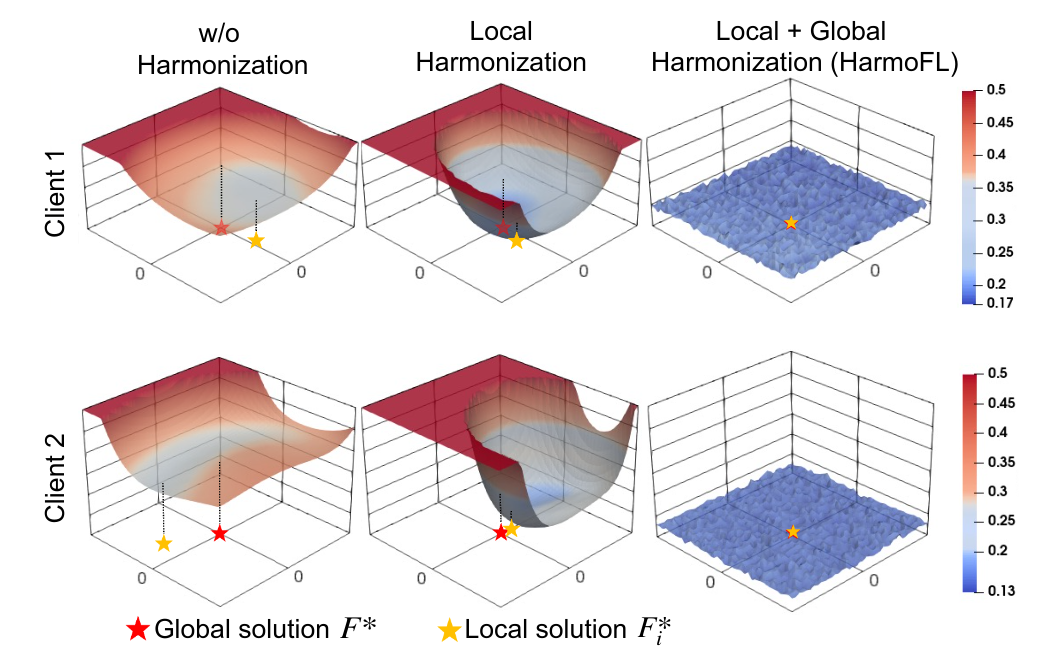 w/o
Harmonization
Local
Harmonization
Local + Global
Harmonization (HarmoFL)
Client 1
0
0
0
0
0
0
0.5
0.45
0.4
0.35
0.3
0.25
0.2
0.17
Client 2
0
0
0
0
0
0
0.5
0.45
0.4
0.35
0.3
0.25
0.2
0.13
Global solution F*
Local solution F_i^*